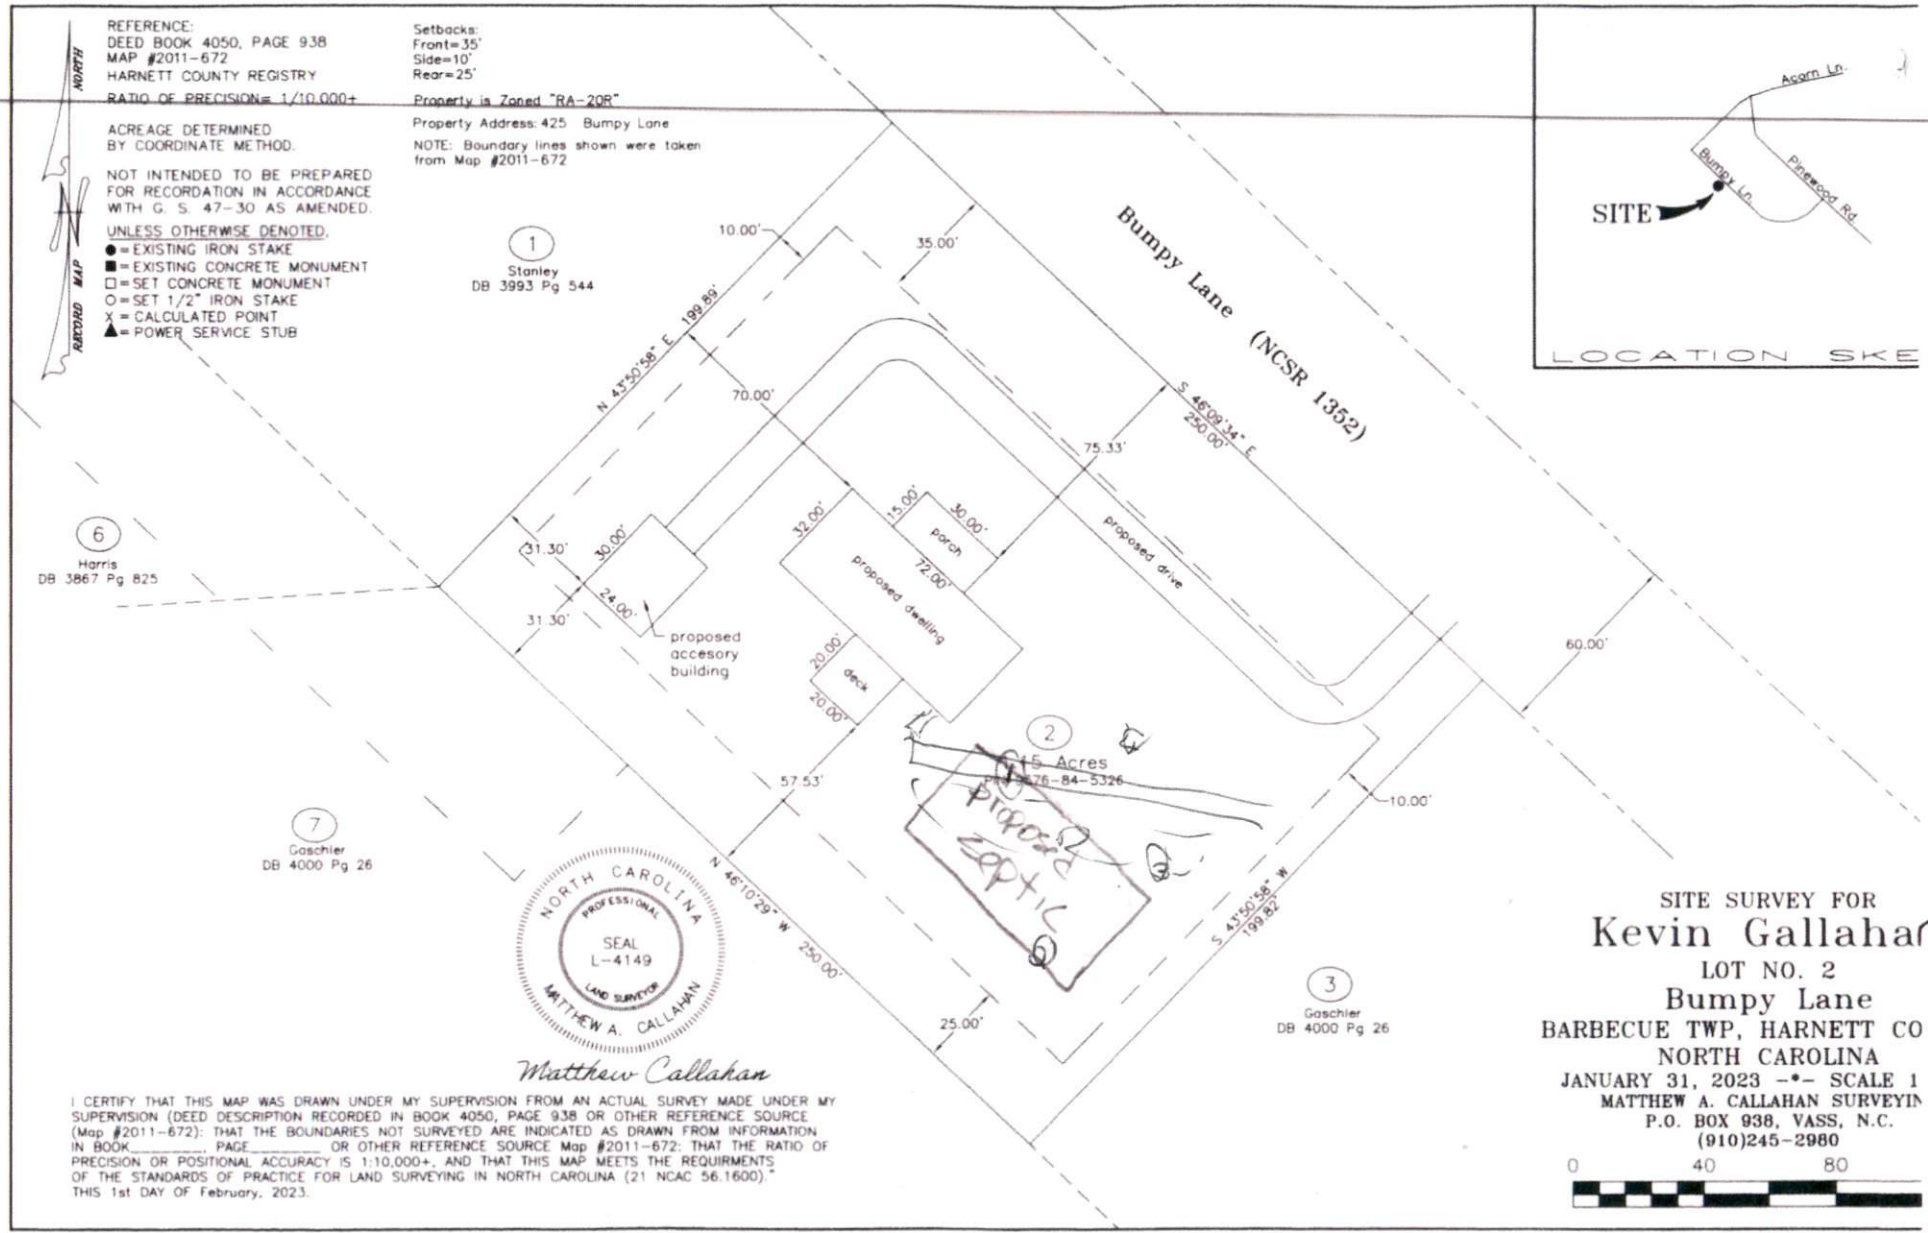 REFERENCE:
DEED BOOK 4050, PAGE 938
MAP #2011-672
HARNETT COUNTY REGISTRY
RATIO OF PRECISION= 1/10,000+
ACREAGE DETERMINED
BY COORDINATE METHOD.
NOT INTENDED TO BE PREPARED
FOR RECORDATION IN ACCORDANCE
WITH G. S. 47-30 AS AMENDED.
UNLESS OTHERWISE DENOTED.
●=EXISTING IRON STAKE
■=EXISTING CONCRETE MONUMENT
□=SET CONCRETE MONUMENT
○=SET 1/2" IRON STAKE
X = CALCULATED POINT
▲=POWER SERVICE STUB
NORTH
RECORD MAP
Setbacks:
Front=35'
Side=10'
Rear=25'
Property is Zoned "RA-20R"
Property Address: 425 Bumpy Lane
NOTE: Boundary lines shown were taken
from Map #2011-672
Acorn Ln.
Bumpy Ln.
Pinewood Rd
SITE
LOCATION SKE
1
Stanley
DB 3993 Pg 544
10.00'
35.00'
Bumpy Lane (NCSR 1352)
N 43°50'58" E 199.89'
70.00'
75.33'
S 46°09'34" E
250.00'
6
Harris
DB 3867 Pg 825
31.30'
30.00'
24.00'
31.30'
proposed
accesory
building
32.00'
15.00'
30.00'
porch
72.00'
proposed dwelling
proposed drive
20.00'
deck
20.00'
60.00'
57.53'
2
15 Acres
76-84-5326
proposed
septic
10.00'
7
Gaschler
DB 4000 Pg 26
N 46°10'29" W 250.00'
S 43°50'58" W
199.82'
25.00'
3
Gaschler
DB 4000 Pg 26
NORTH CAROLINA
PROFESSIONAL
SEAL
L-4149
LAND SURVEYOR
MATTHEW A. CALLAHAN
Matthew Callahan
I CERTIFY THAT THIS MAP WAS DRAWN UNDER MY SUPERVISION FROM AN ACTUAL SURVEY MADE UNDER MY
SUPERVISION (DEED DESCRIPTION RECORDED IN BOOK 4050, PAGE 938 OR OTHER REFERENCE SOURCE
(Map #2011-672): THAT THE BOUNDARIES NOT SURVEYED ARE INDICATED AS DRAWN FROM INFORMATION
IN BOOK_________, PAGE_________ OR OTHER REFERENCE SOURCE Map #2011-672: THAT THE RATIO OF
PRECISION OR POSITIONAL ACCURACY IS 1:10,000+, AND THAT THIS MAP MEETS THE REQUIRMENTS
OF THE STANDARDS OF PRACTICE FOR LAND SURVEYING IN NORTH CAROLINA (21 NCAC 56.1600)."
THIS 1st DAY OF February, 2023.
SITE SURVEY FOR
Kevin Gallahar
LOT NO. 2
Bumpy Lane
BARBECUE TWP, HARNETT CO
NORTH CAROLINA
JANUARY 31, 2023 -*- SCALE 1
MATTHEW A. CALLAHAN SURVEYIN
P.O. BOX 938, VASS, N.C.
(910)245-2980
0 40 80